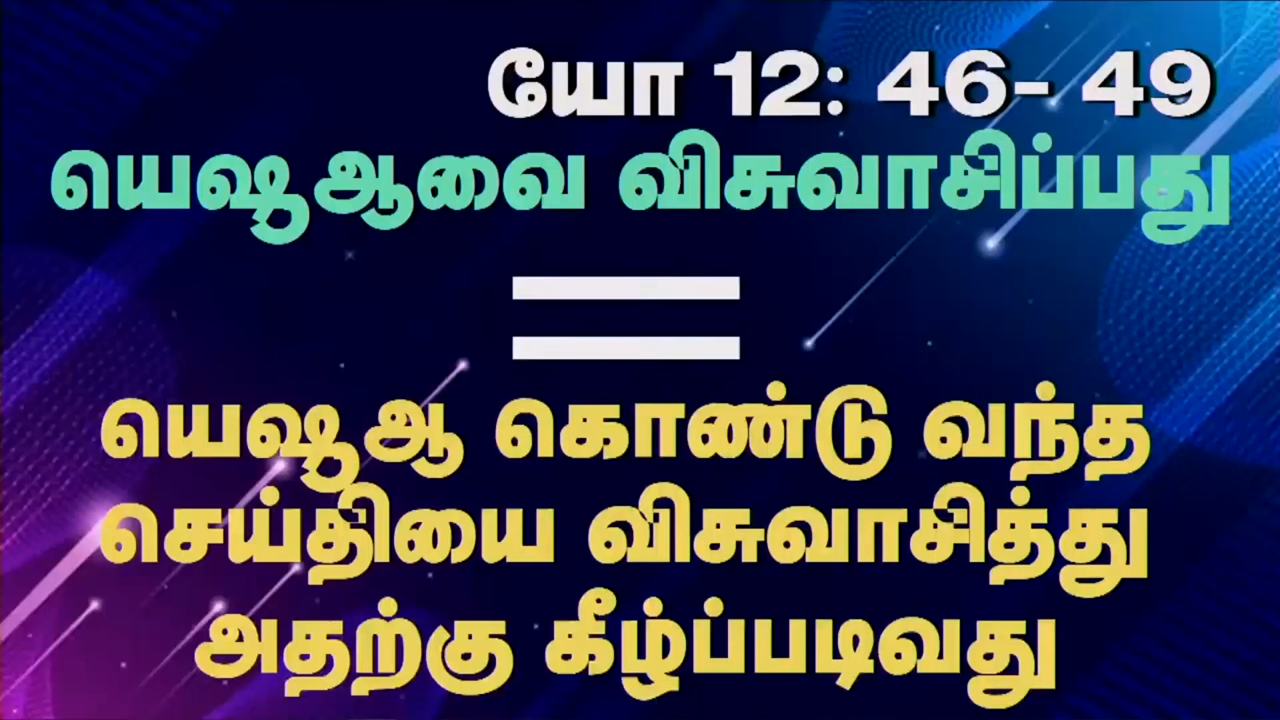 யோ 12: 46- 49
யெஷூஆவை விசுவாசிப்பது
=
யெஷூஆ கொண்டு வந்த
செய்தியை விசுவாசித்து
அதற்கு கீழ்ப்படிவது